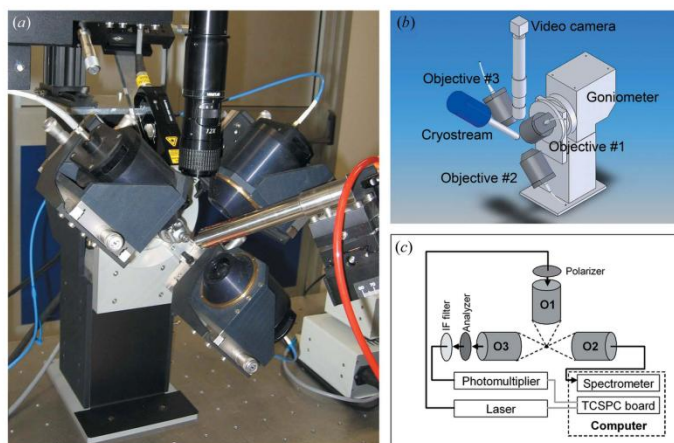 (a)
12X
(b)
Video camera
Objective #3
Goniometer
Cryostream
Objective #1
Objective #2
(c)
Polarizer
O1
IF filter
Analyzer
O3
O2
Photomultiplier
Spectrometer
Laser
TCSPC board
Computer